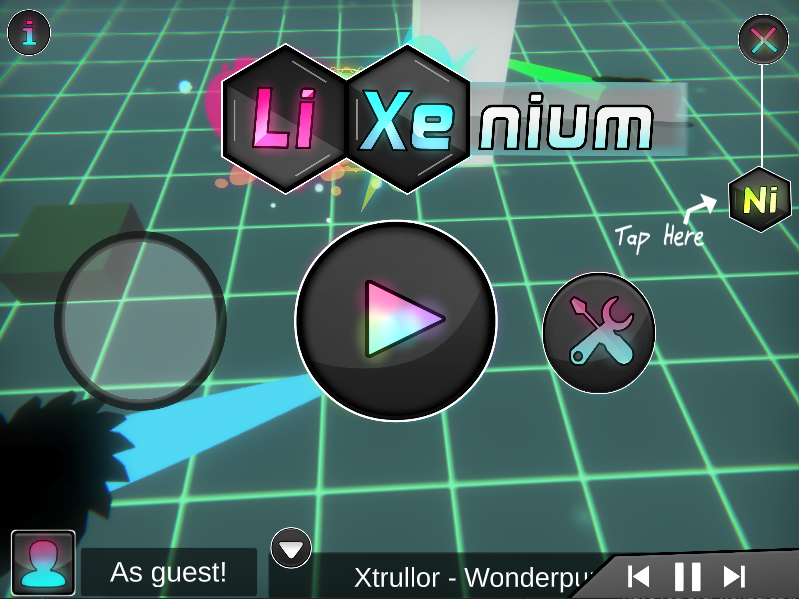 i
Li Xe nium
Ni
Tap Here
As guest!
Xtrullor - Wonderpu